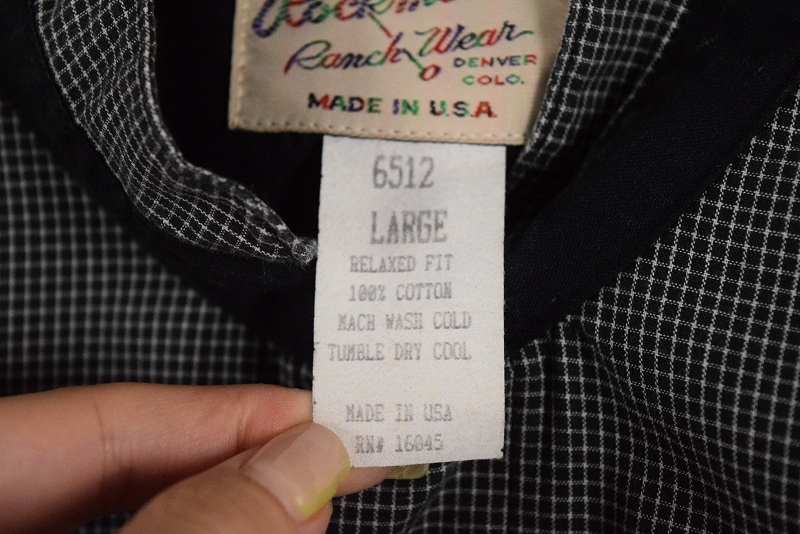 Ranch Wear
DENVER
COLO.
MADE IN U.S.A.
6512
LARGE
RELAXED FIT
100% COTTON
MACH WASH COLD
TUMBLE DRY COOL
MADE IN USA
RN# 16045